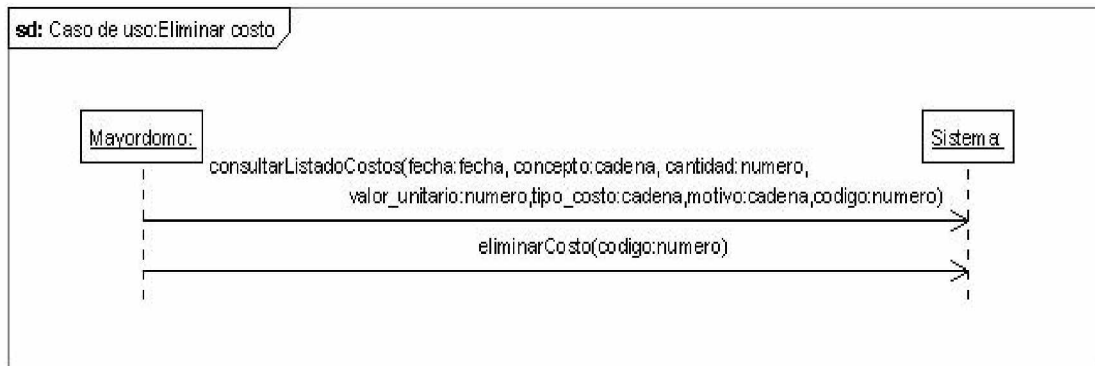 sd: Caso de uso:Eliminar costo
Mayordomo:
Sistema
consultarListadoCostos(fecha:fecha, concepto:cadena, cantidad:numero,
valor_unitario:numero,tipo_costo:cadena,motivo:cadena,codigo:numero)
eliminarCosto(codigo:numero)